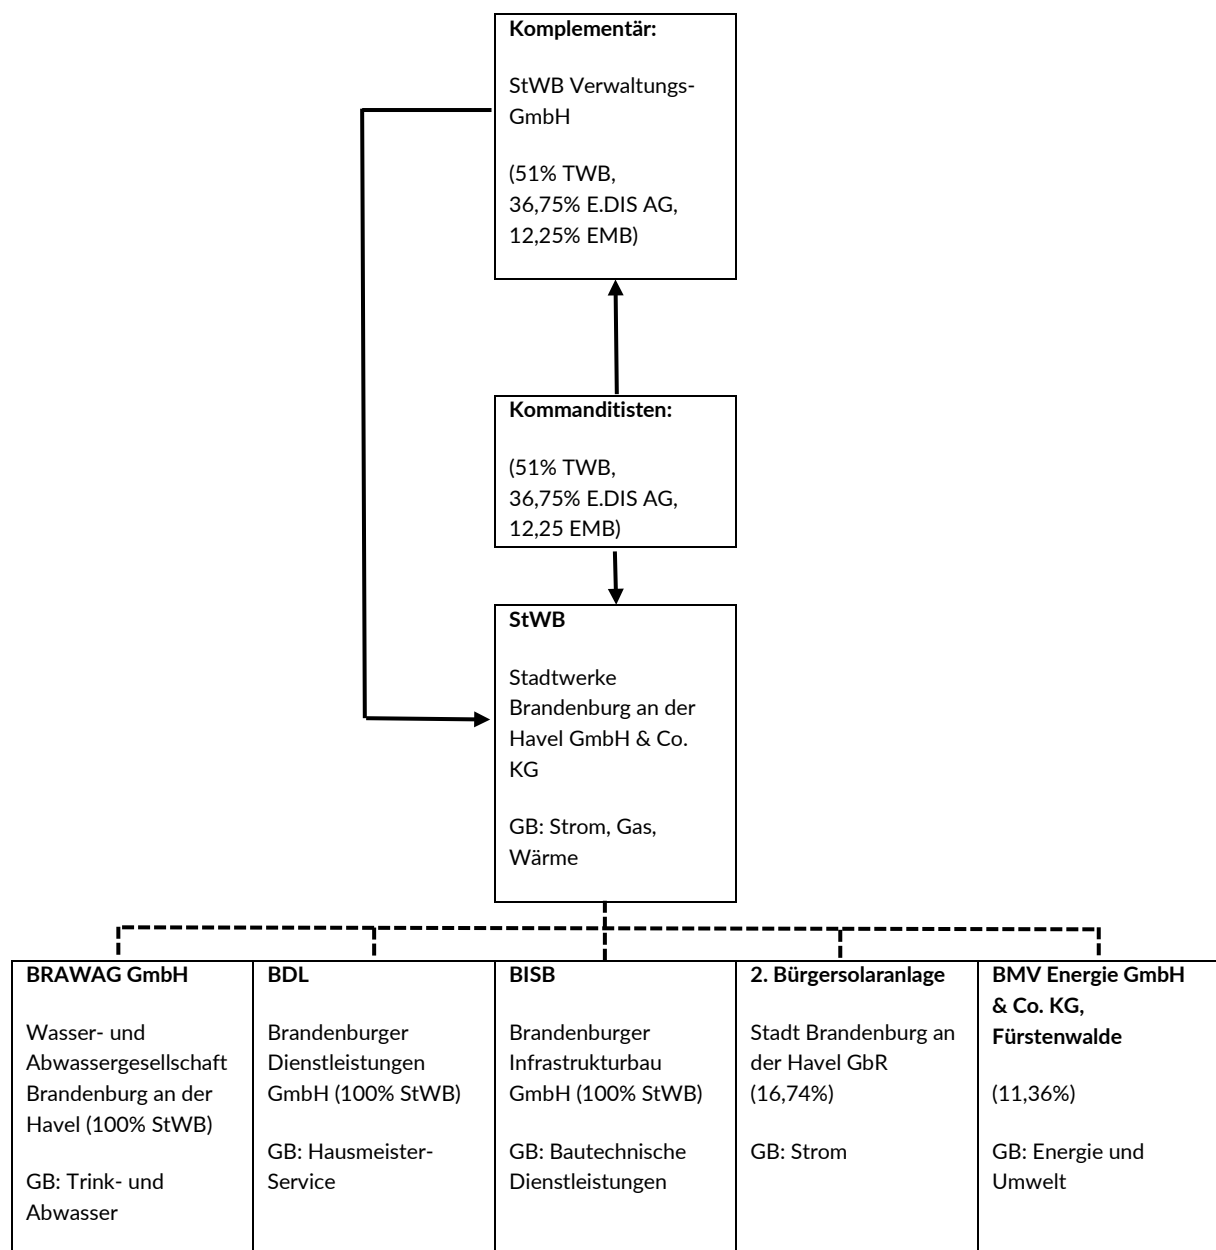 Komplementär:
StWB Verwaltungs-
GmbH
(51% TWB,
36,75% E.DIS AG,
12,25% EMB)
Kommanditisten:
(51% TWB,
36,75% E.DIS AG,
12,25 EMB)
StWB
Stadtwerke
Brandenburg an der
Havel GmbH & Co.
KG
GB: Strom, Gas,
Wärme
BRAWAG GmbH
Wasser- und
Abwassergesellschaft
Brandenburg an der
Havel (100% StWB)
GB: Trink- und
Abwasser
BDL
Brandenburger
Dienstleistungen
GmbH (100% StWB)
GB: Hausmeister-
Service
BISB
Brandenburger
Infrastrukturbau
GmbH (100% StWB)
GB: Bautechnische
Dienstleistungen
2. Bürgersolaranlage
Stadt Brandenburg an
der Havel GbR
(16,74%)
GB: Strom
BMV Energie GmbH
& Co. KG,
Fürstenwalde
(11,36%)
GB: Energie und
Umwelt